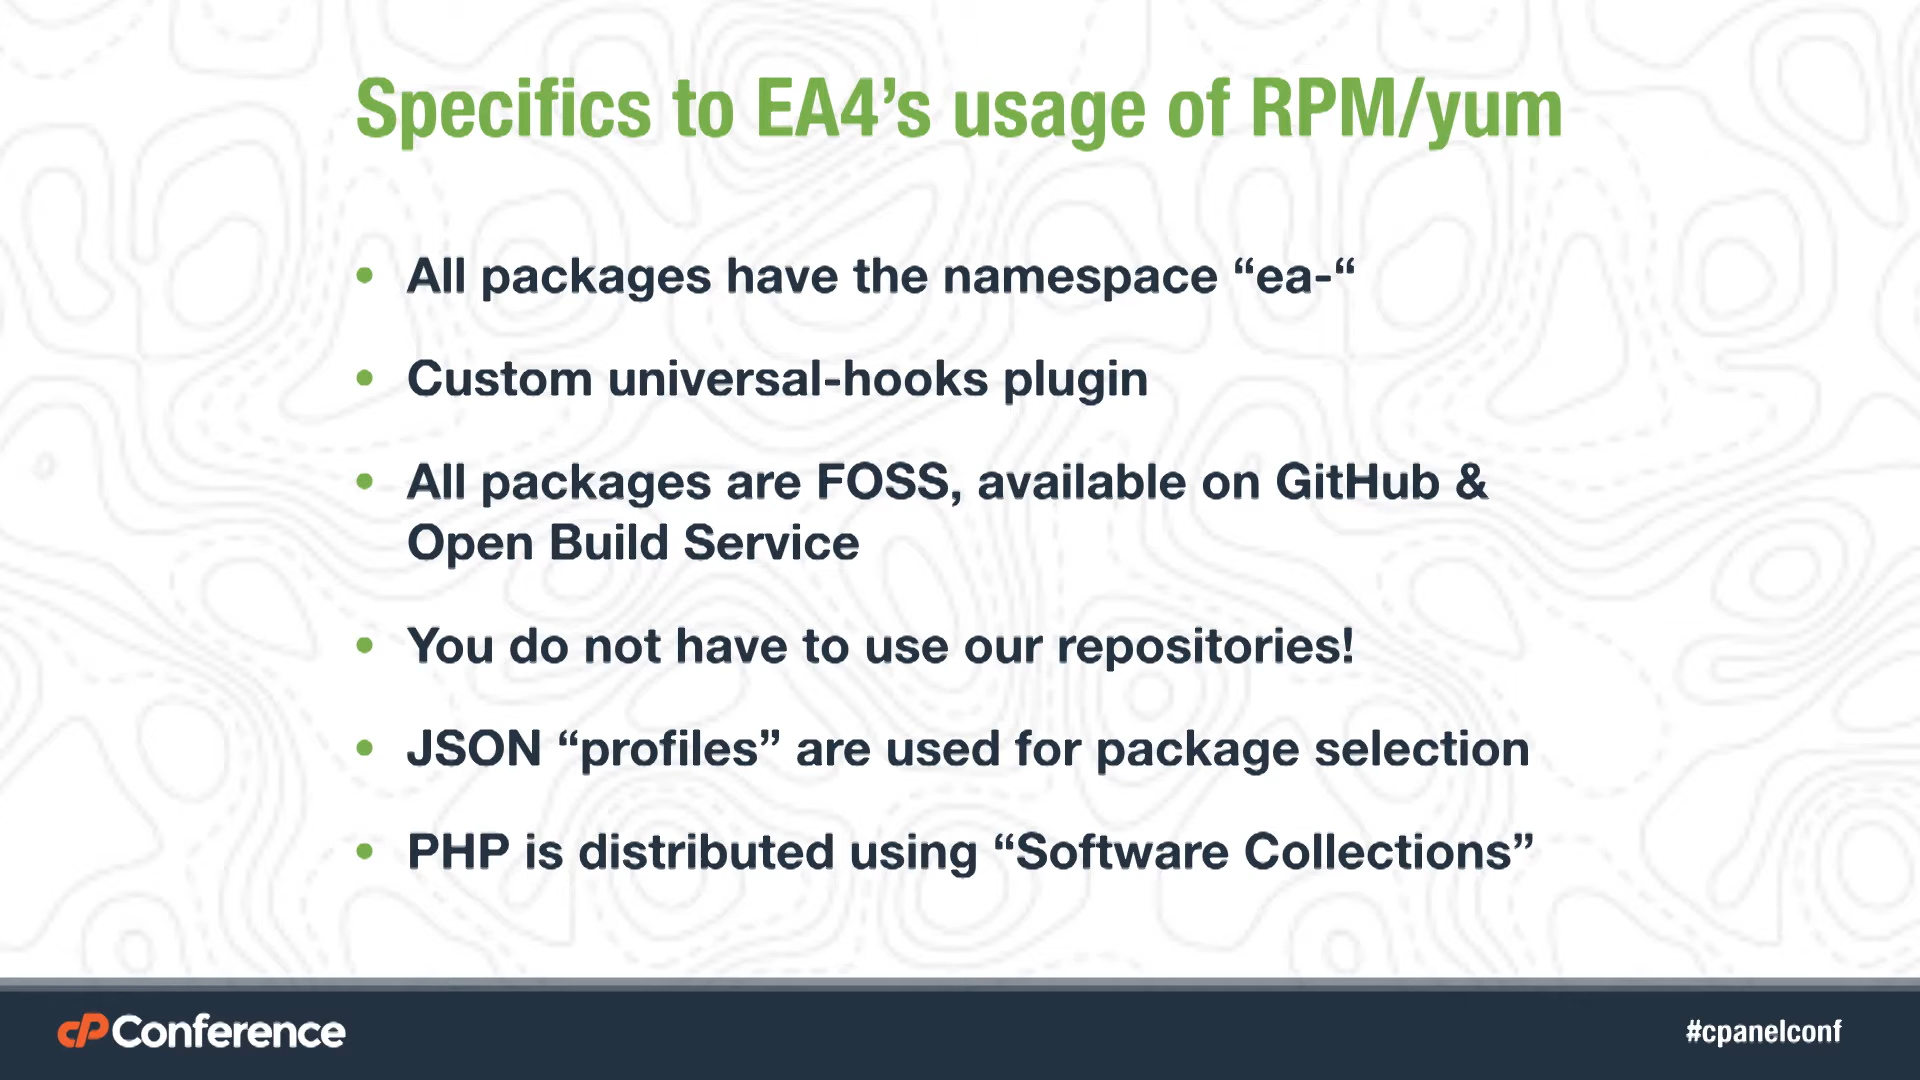 Specifics to EA4’s usage of RPM/yum
• All packages have the namespace “ea-“
• Custom universal-hooks plugin
• All packages are FOSS, available on GitHub &
Open Build Service
• You do not have to use our repositories!
• JSON “profiles” are used for package selection
• PHP is distributed using “Software Collections”
cPConference
#cpanelconf